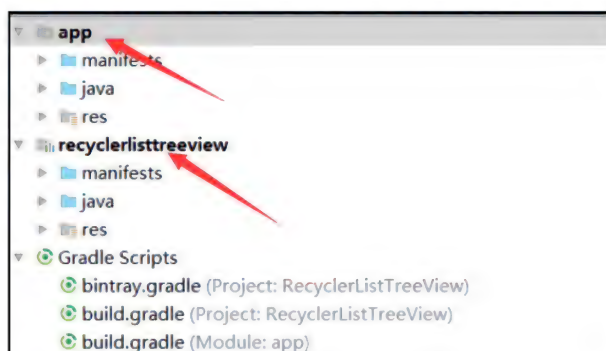 app
manifests
java
res
recyclerlisttreeview
manifests
java
res
Gradle Scripts
bintray.gradle (Project: RecyclerListTreeView)
build.gradle (Project: RecyclerListTreeView)
build.gradle (Module: app)